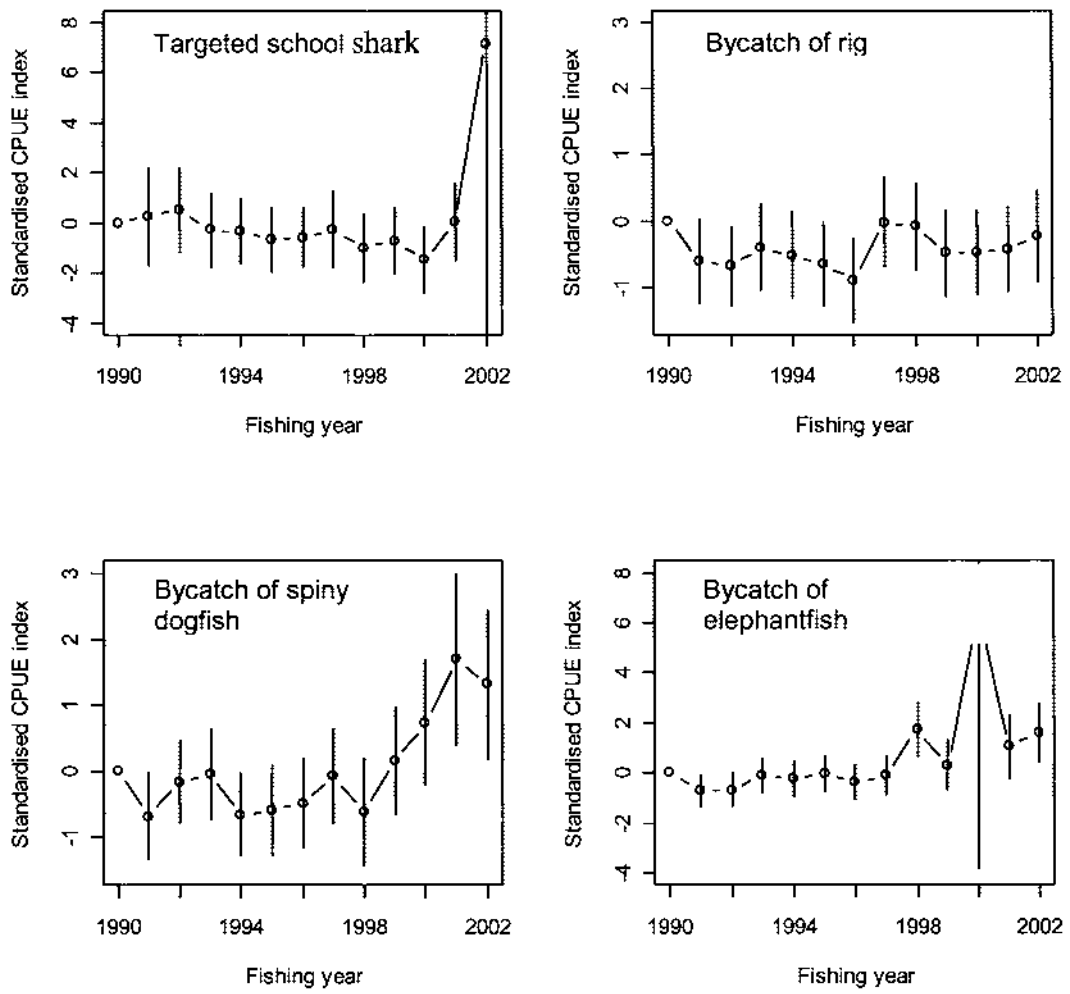 Targeted school shark
Standardised CPUE index
8
6
4
2
0
-2
-4
1990 1994 1998 2002
Fishing year
Bycatch of rig
Standardised CPUE index
3
2
1
0
-1
1990 1994 1998 2002
Fishing year
Bycatch of spiny
dogfish
Standardised CPUE index
3
2
1
0
-1
1990 1994 1998 2002
Fishing year
Bycatch of
elephantfish
Standardised CPUE index
8
6
4
2
0
-2
-4
1990 1994 1998 2002
Fishing year